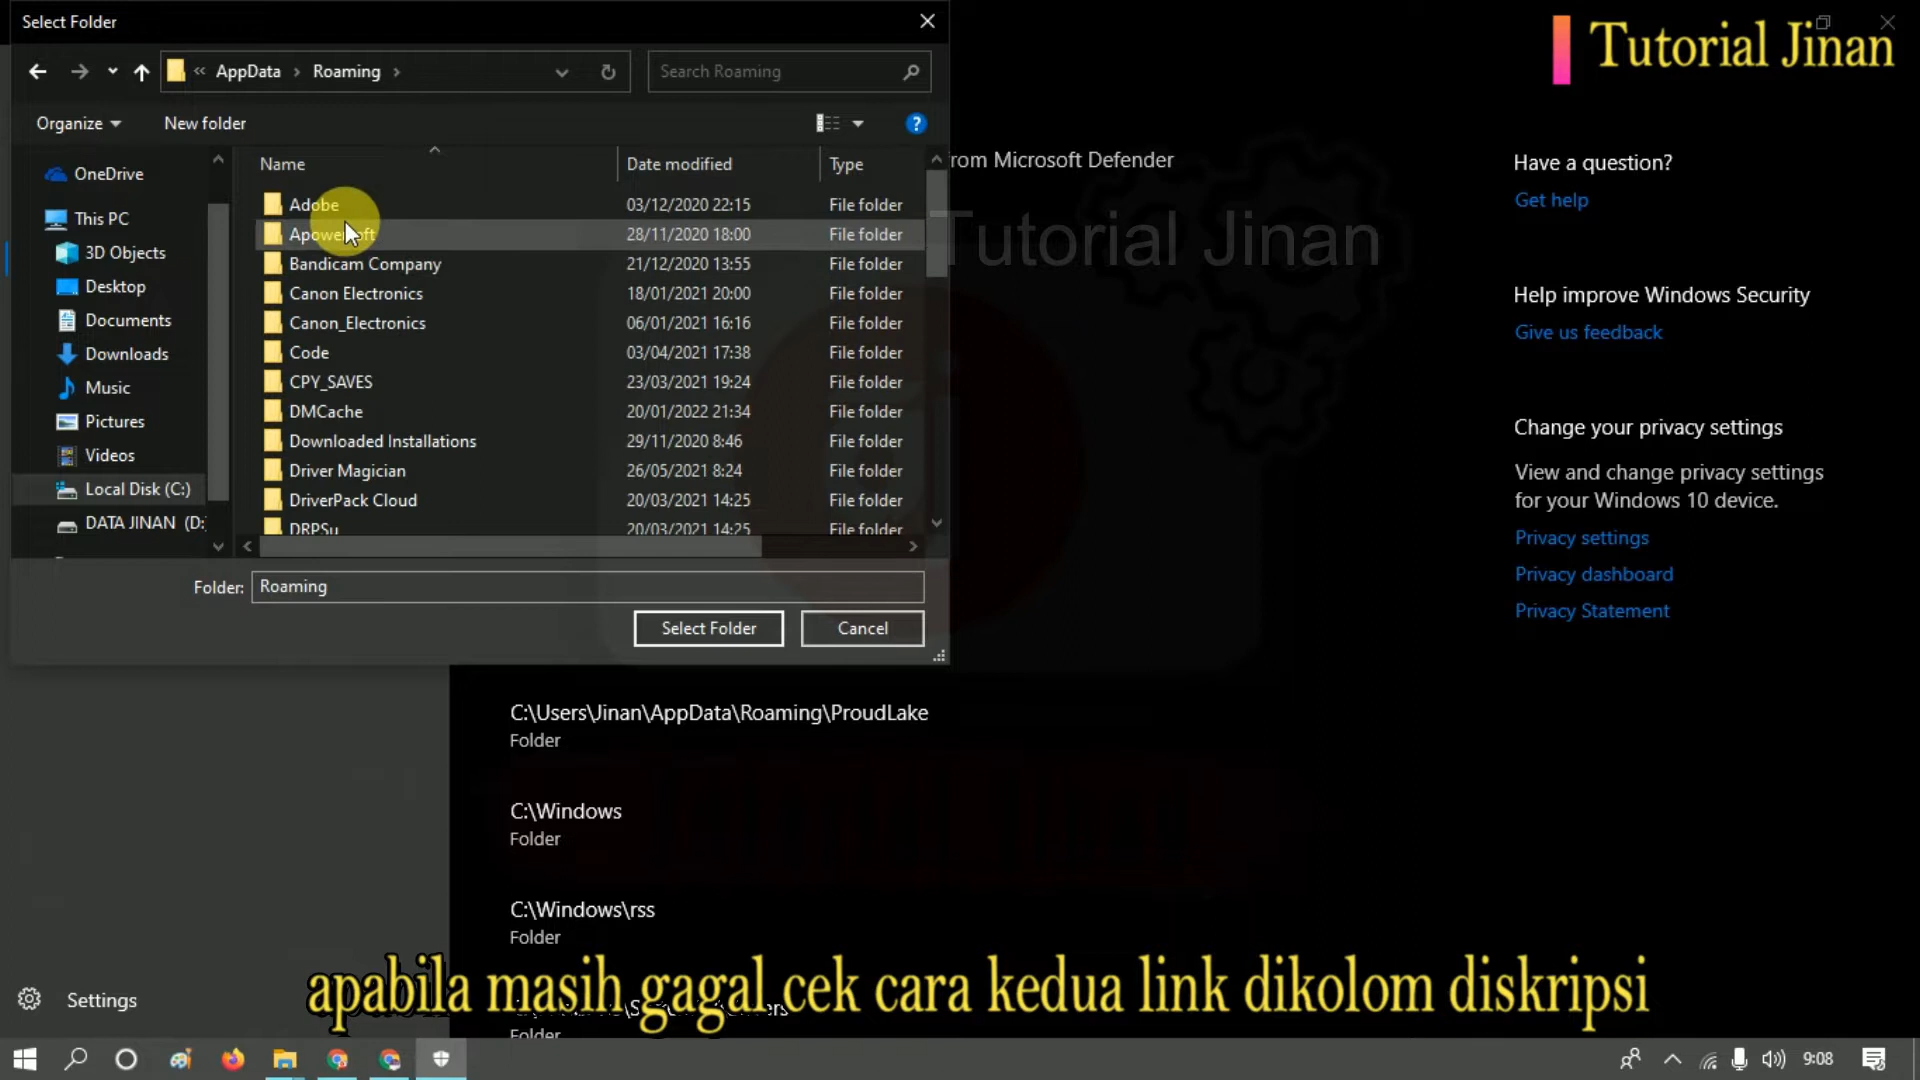 Select Folder
Tutorial Jinan
« AppData › Roaming ›
Search Roaming
Organize
New folder
Name
Date modified
Type
OneDrive
This PC
3D Objects
Desktop
Documents
Downloads
Music
Pictures
Videos
Local Disk (C:)
DATA JINAN (D:)
Adobe 03/12/2020 22:15 File folder
Apowersoft 28/11/2020 18:00 File folder
Bandicam Company 21/12/2020 13:55 File folder
Canon Electronics 18/01/2021 20:00 File folder
Canon_Electronics 06/01/2021 16:16 File folder
Code 03/04/2021 17:38 File folder
CPY_SAVES 23/03/2021 19:24 File folder
DMCache 20/01/2022 21:34 File folder
Downloaded Installations 29/11/2020 8:46 File folder
Driver Magician 26/05/2021 8:24 File folder
DriverPack Cloud 20/03/2021 14:25 File folder
DRPSu 20/03/2021 14:25 File folder
Folder: Roaming
Select Folder
Cancel
rom Microsoft Defender
Tutorial Jinan
Have a question?
Get help
Help improve Windows Security
Give us feedback
Change your privacy settings
View and change privacy settings
for your Windows 10 device.
Privacy settings
Privacy dashboard
Privacy Statement
C:\Users\Jinan\AppData\Roaming\ProudLake
Folder
C:\Windows
Folder
C:\Windows\rss
Folder
Folder
Settings
apabila masih gagal cek cara kedua link dikolom diskripsi
9:08